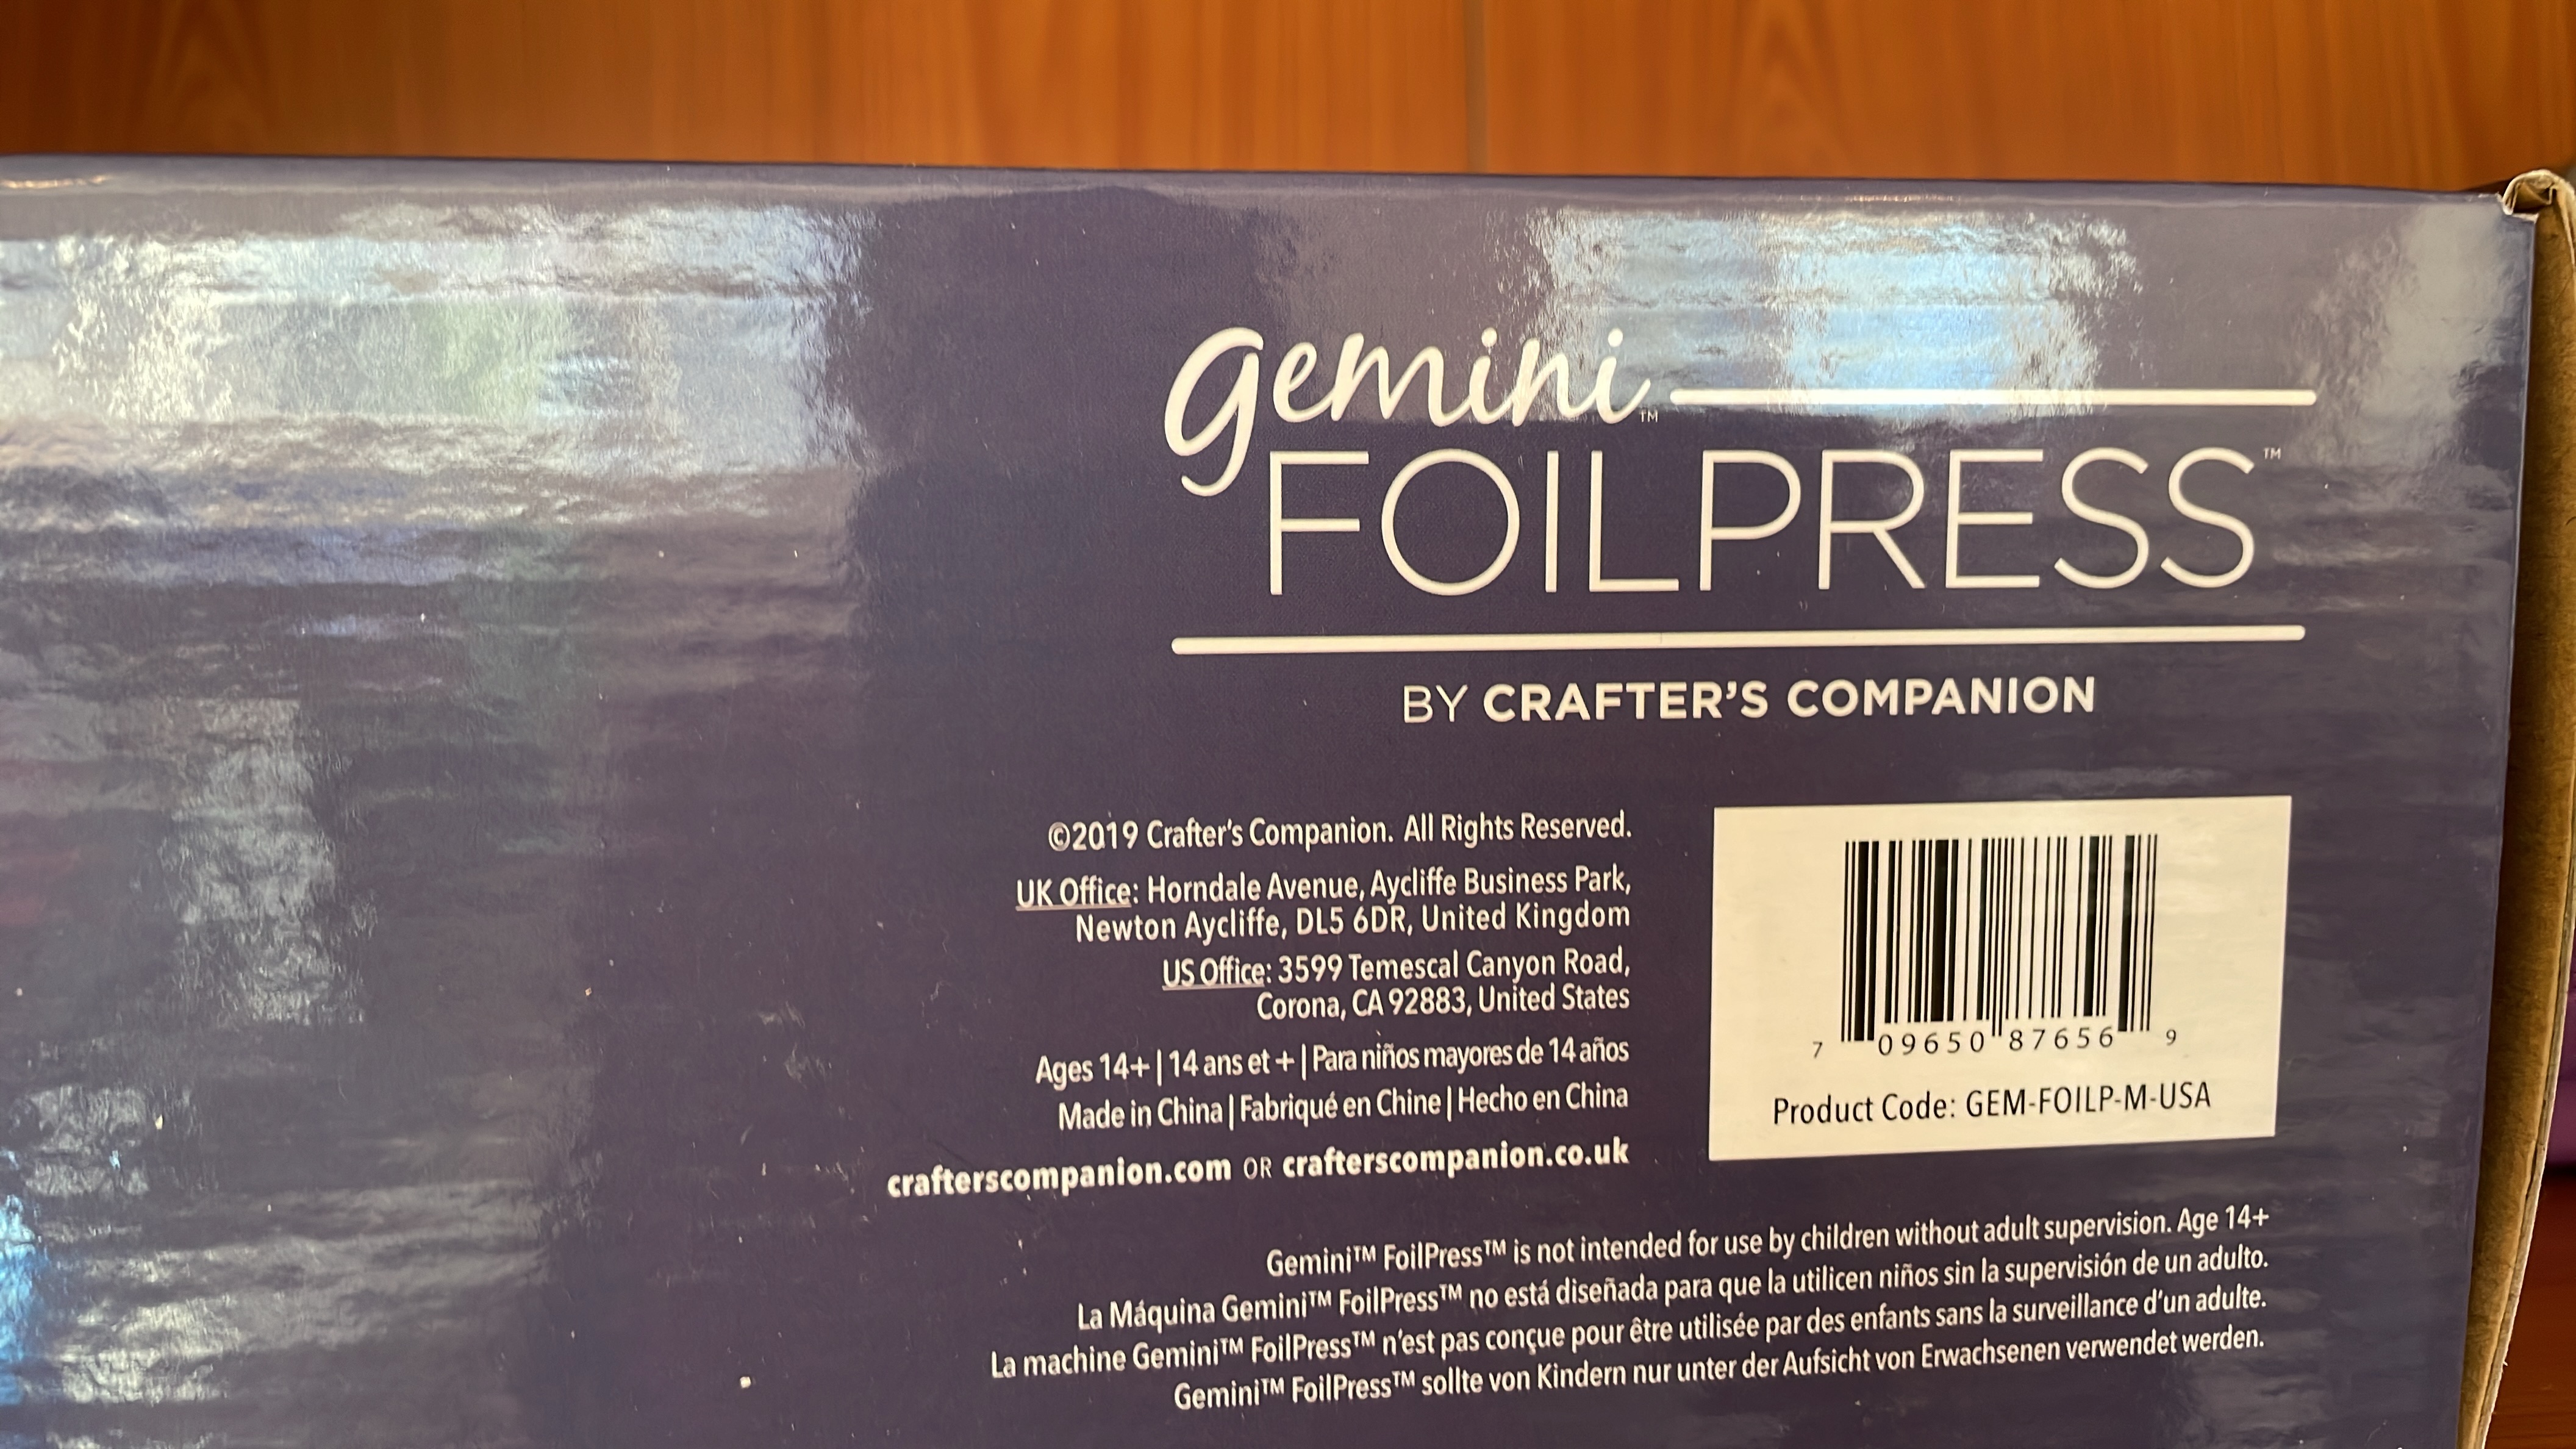 gemini™
FOILPRESS™
BY CRAFTER'S COMPANION
©2019 Crafter's Companion. All Rights Reserved.
UK Office: Horndale Avenue, Aycliffe Business Park,
Newton Aycliffe, DL5 6DR, United Kingdom
US Office: 3599 Temescal Canyon Road,
Corona, CA 92883, United States
Ages 14+ | 14 ans et + | Para niños mayores de 14 años
Made in China | Fabriqué en Chine | Hecho en China
crafterscompanion.com OR crafterscompanion.co.uk
7 09650 87656 9
Product Code: GEM-FOILP-M-USA
Gemini™ FoilPress™ is not intended for use by children without adult supervision. Age 14+
La Máquina Gemini™ FoilPress™ no está diseñada para que la utilicen niños sin la supervisión de un adulto.
La machine Gemini™ FoilPress™ n'est pas conçue pour être utilisée par des enfants sans la surveillance d'un adulte.
Gemini™ FoilPress™ sollte von Kindern nur unter der Aufsicht von Erwachsenen verwendet werden.